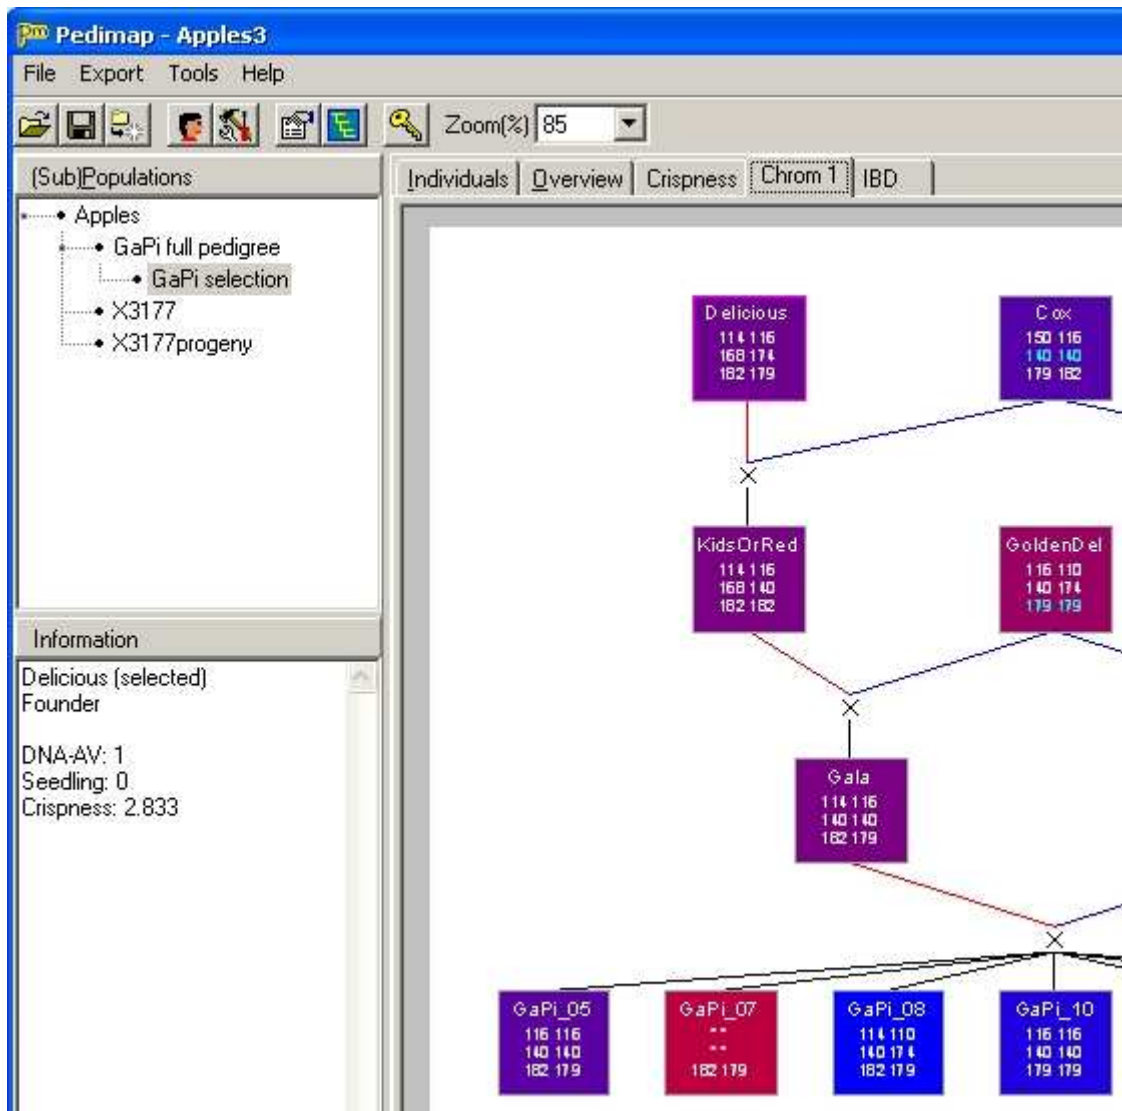 Pm Pedimap - Apples3
File Export Tools Help
Zoom(%) 85
(Sub)Populations
Apples
GaPi full pedigree
GaPi selection
X3177
X3177progeny
Information
Delicious (selected)
Founder
DNA-AV: 1
Seedling: 0
Crispness: 2.833
Individuals Overview Crispness Chrom 1 IBD
Delicious
114 116
168 174
182 179
Cox
150 116
140 140
179 182
KidsOrRed
114 116
168 140
182 182
GoldenDel
116 110
140 174
179 179
Gala
114 116
140 140
182 179
GaPi_05
116 116
140 140
182 179
GaPi_07
- -
- -
182 179
GaPi_08
114 110
140 174
182 179
GaPi_10
116 116
140 140
179 179